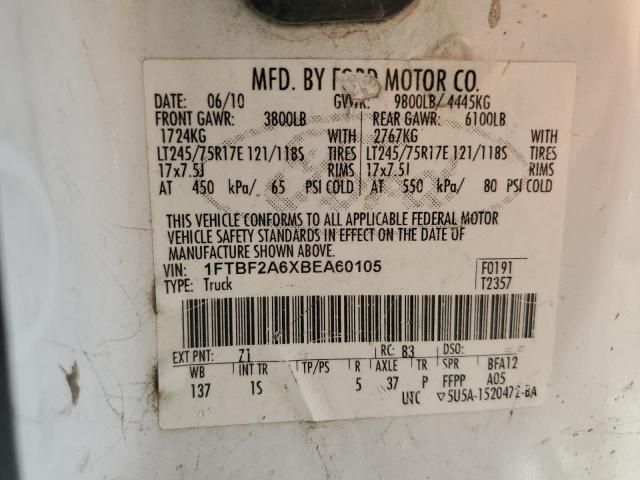 MFD. BY FORD MOTOR CO.
DATE: 06/10 GVWR: 9800LB/ 4445KG
FRONT GAWR: 3800LB REAR GAWR: 6100LB
1724KG WITH 2767KG WITH
LT245/75R17E 121/118S TIRES LT245/75R17E 121/118S TIRES
17x7.5J RIMS 17x7.5J RIMS
AT 450 kPa/ 65 PSI COLD AT 550 kPa/ 80 PSI COLD
THIS VEHICLE CONFORMS TO ALL APPLICABLE FEDERAL MOTOR
VEHICLE SAFETY STANDARDS IN EFFECT ON THE DATE OF
MANUFACTURE SHOWN ABOVE.
VIN: 1FTBF2A6XBEA60105 F0191
TYPE: Truck T2357
EXT PNT: Z1 RC: 83 DSO:
WB INT TR TP/PS R AXLE TR SPR BFA12
137 1S 5 37 P FFPP A05
UTC ▽5U5A-1520472-BA